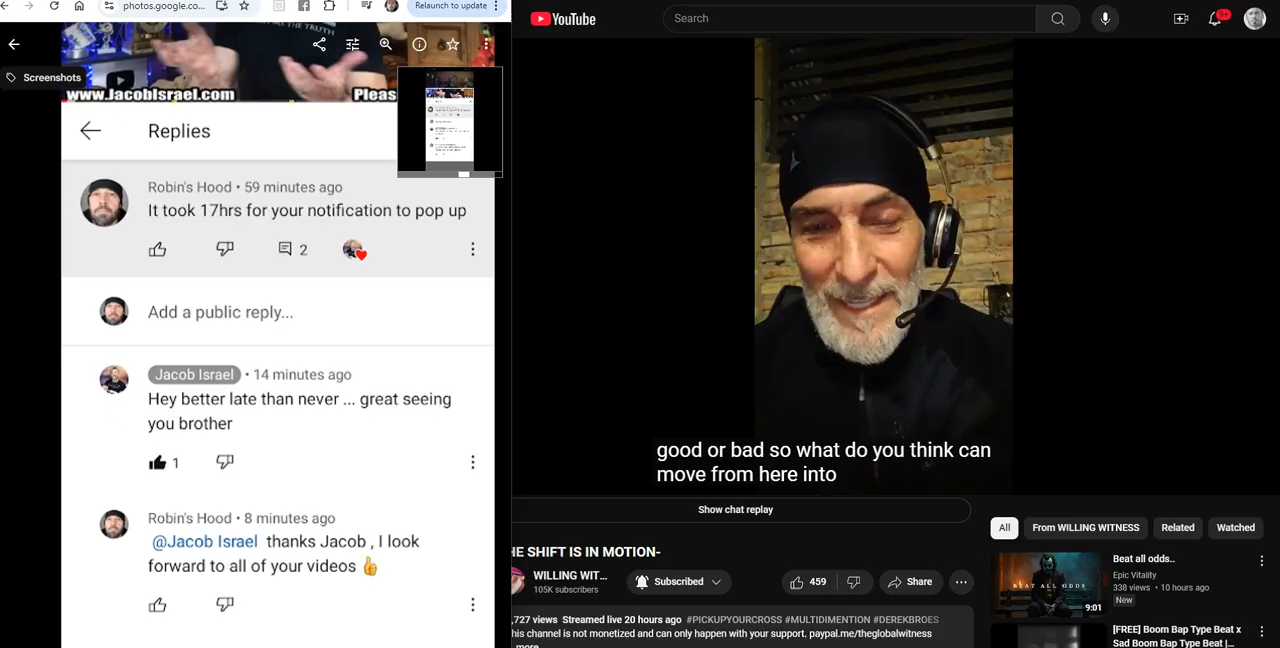 photos.google.co...
Relaunch to update
THE TRUTH
Screenshots
www.JacobIsrael.com
Pleas
Replies
Robin's Hood • 59 minutes ago
It took 17hrs for your notification to pop up
2
Add a public reply...
Jacob Israel • 14 minutes ago
Hey better late than never ... great seeing
you brother
1
Robin's Hood • 8 minutes ago
@Jacob Israel thanks Jacob , I look
forward to all of your videos 👍
YouTube
Search
9+
good or bad so what do you think can
move from here into
Show chat replay
HE SHIFT IS IN MOTION-
WILLING WIT...
105K subscribers
Subscribed
459
Share
,727 views Streamed live 20 hours ago #PICKUPYOURCROSS #MULTIDIMENTION #DEREKBROES
his channel is not monetized and can only happen with your support. paypal.me/theglobalwitness
more
All
From WILLING WITNESS
Related
Watched
BEAT ALL ODDS
9:01
Beat all odds..
Epic Vitality
338 views • 10 hours ago
New
[FREE] Boom Bap Type Beat x
Sad Boom Bap Type Beat |...